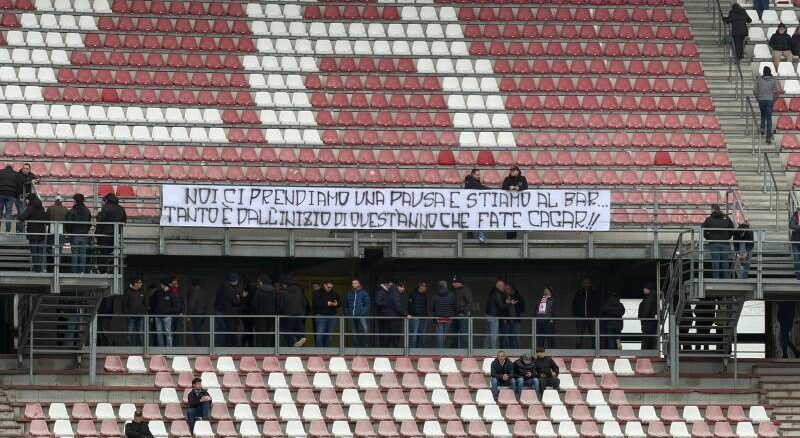 NOI CI PRENDIAMO UNA PAUSA E STIAMO AL BAR...
TANTO E' DALL'INIZIO DI QUEST'ANNO CHE FATE CAGAR!!